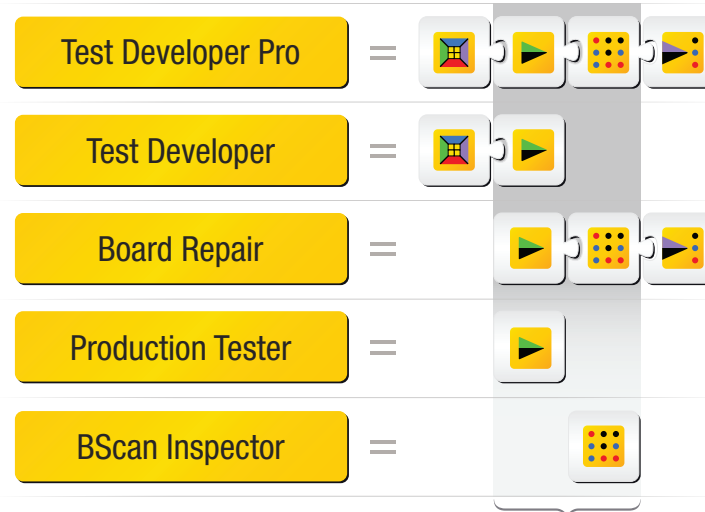 Test Developer Pro
Test Developer
Board Repair
Production Tester
BScan Inspector